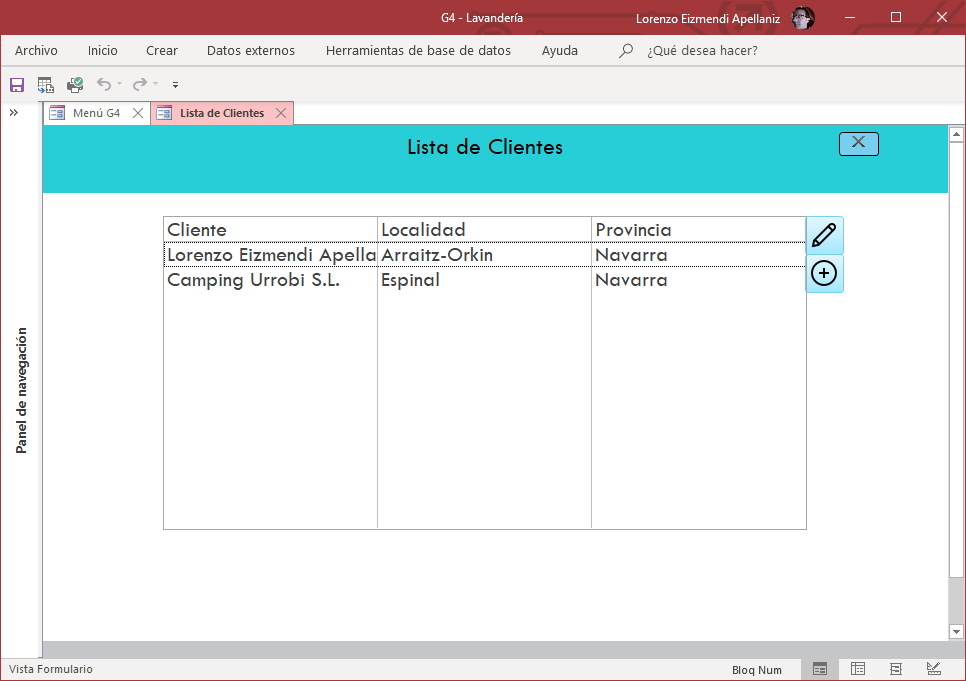 G4 - Lavandería
Lorenzo Eizmendi Apellaniz
Archivo Inicio Crear Datos externos Herramientas de base de datos Ayuda ¿Qué desea hacer?
Menú G4 Lista de Clientes
Lista de Clientes
Cliente Localidad Provincia
Lorenzo Eizmendi Apella Arraitz-Orkin Navarra
Camping Urrobi S.L. Espinal Navarra
Panel de navegación
Vista Formulario Bloq Num